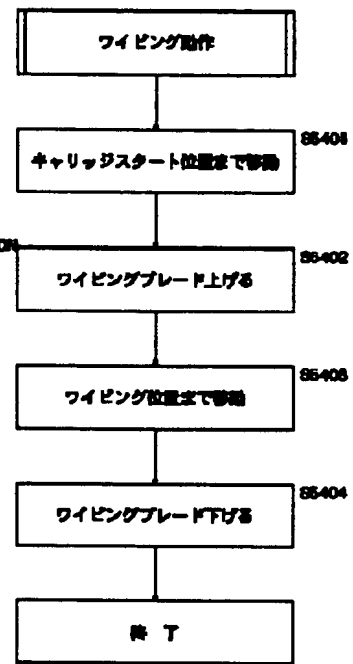 ワイピング動作
S5401
キャリッジスタート位置まで移動
ON
S5402
ワイピングブレード上げる
S5403
ワイピング位置まで移動
S5404
ワイピングブレード下げる
終 了